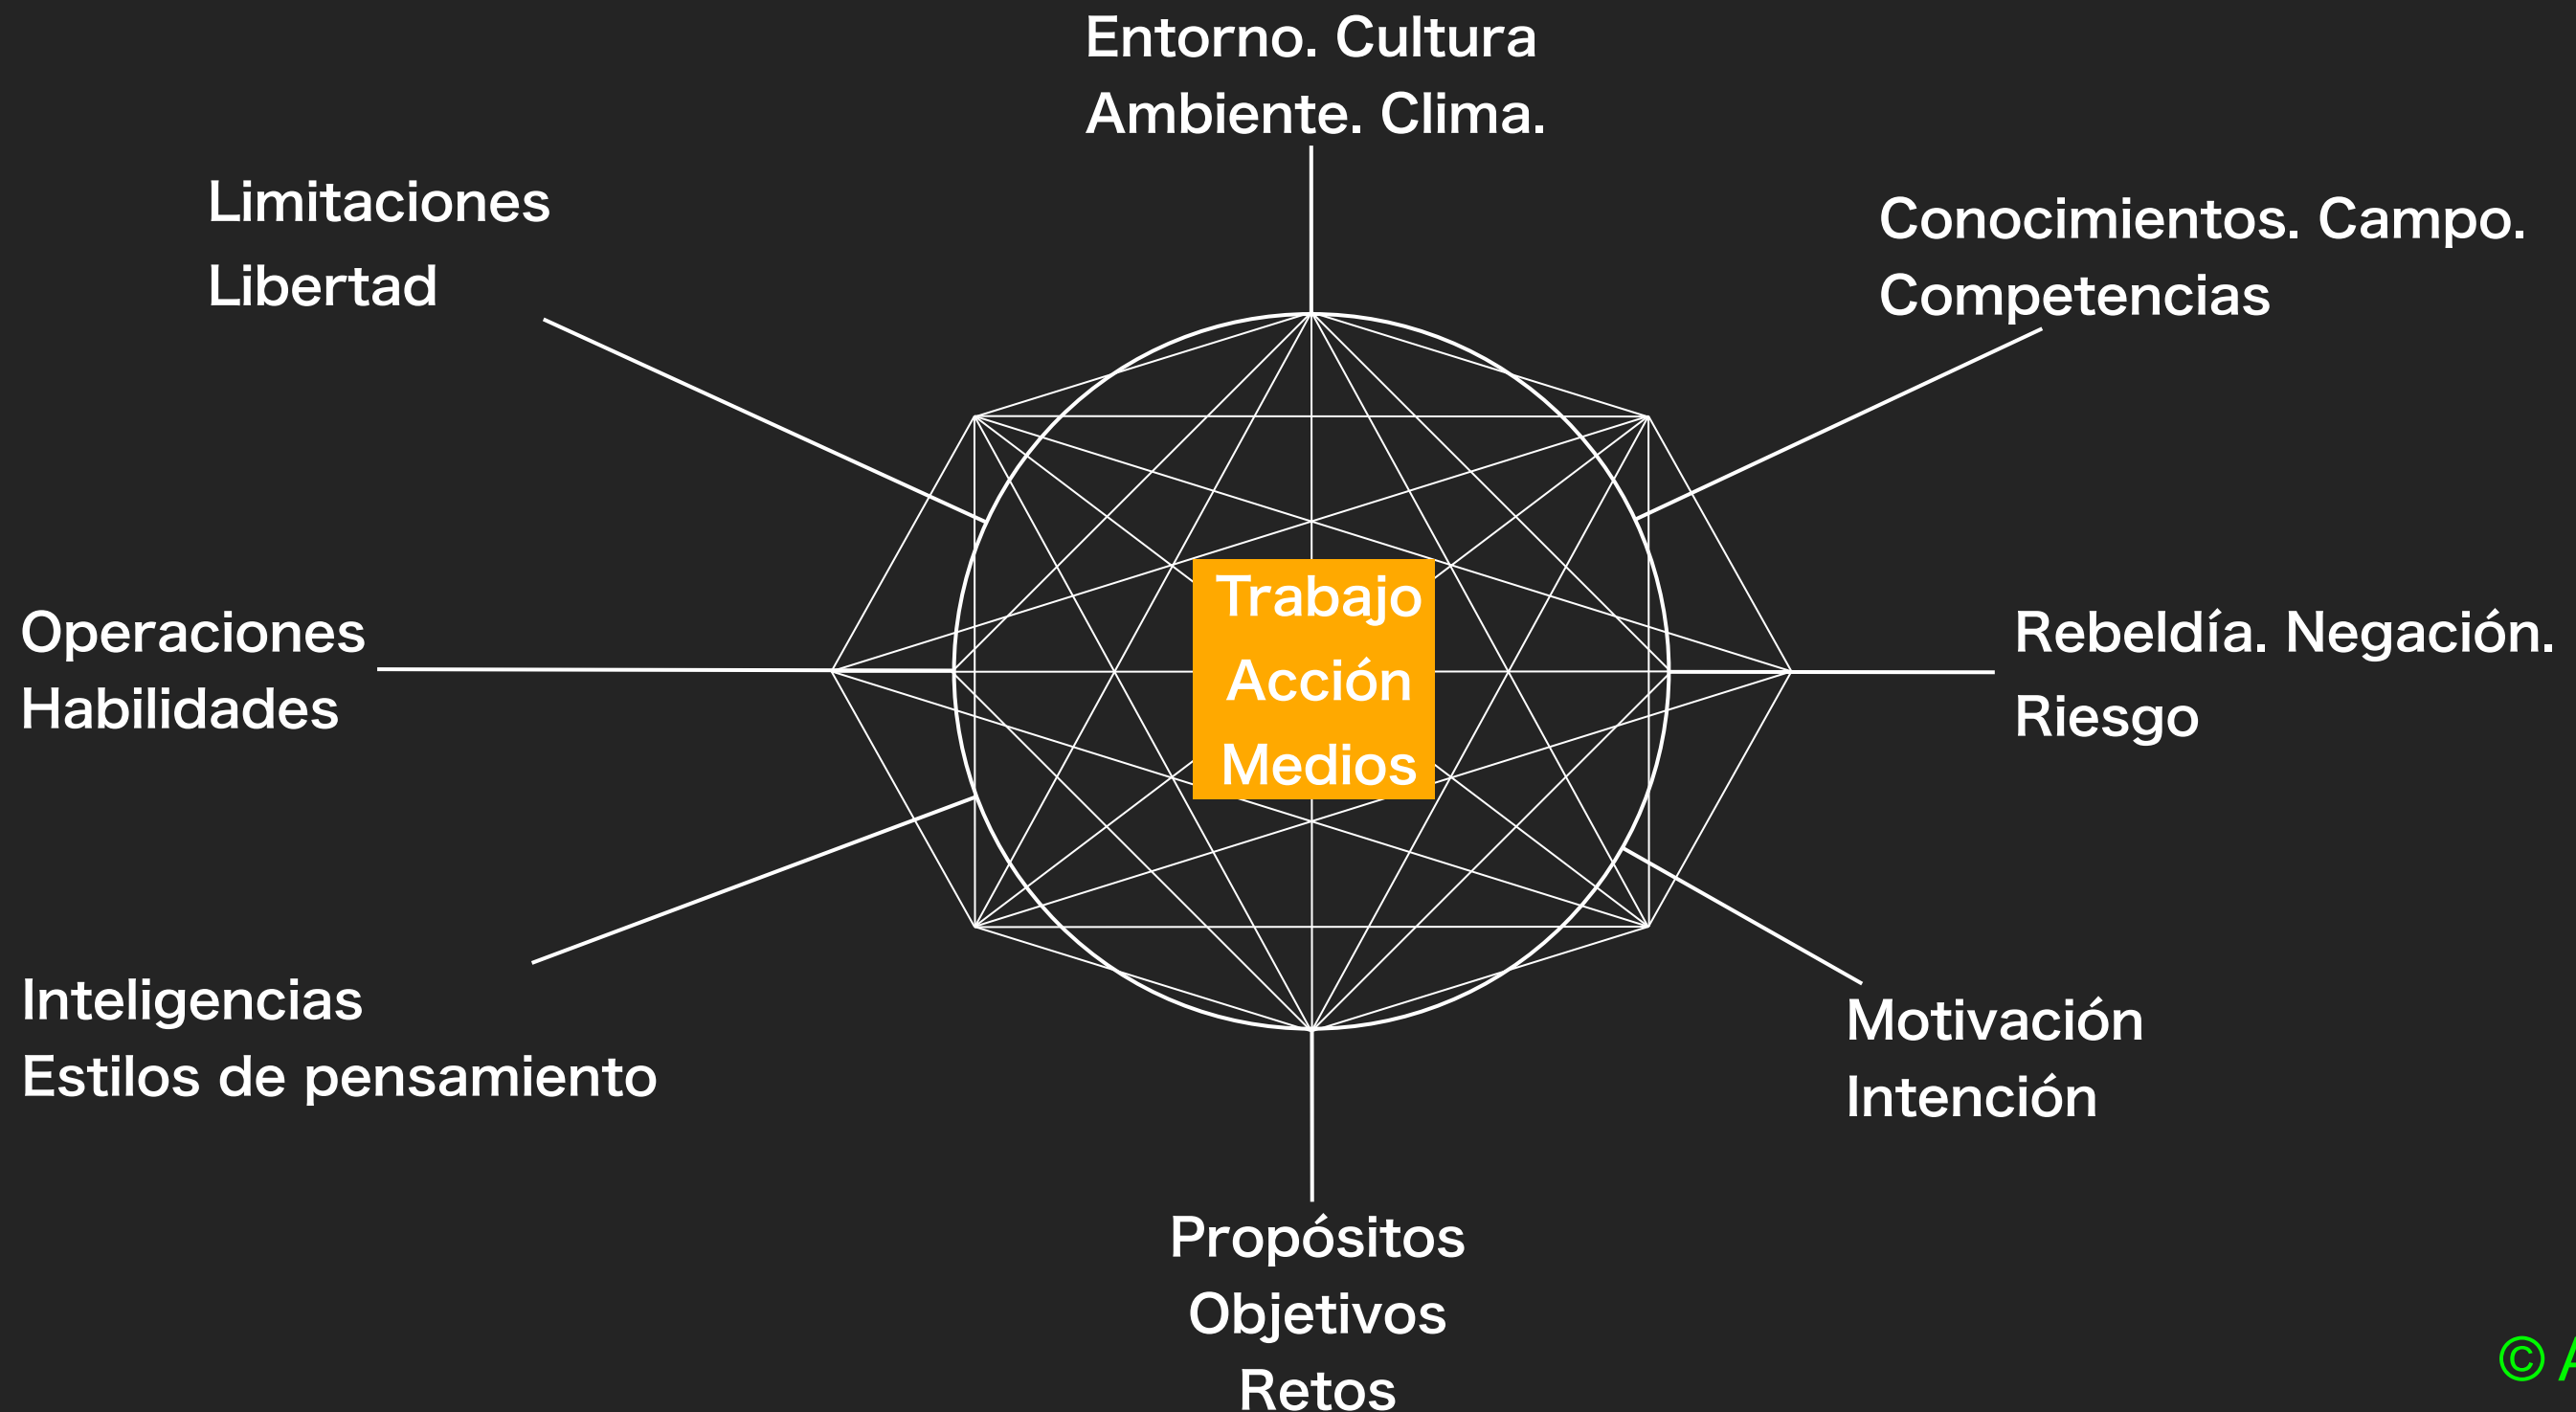 Entorno. Cultura
Ambiente. Clima.
Limitaciones
Libertad
Conocimientos. Campo.
Competencias
Trabajo
Acción
Medios
Operaciones
Habilidades
Rebeldía. Negación.
Riesgo
Inteligencias
Estilos de pensamiento
Motivación
Intención
Propósitos
Objetivos
Retos
©